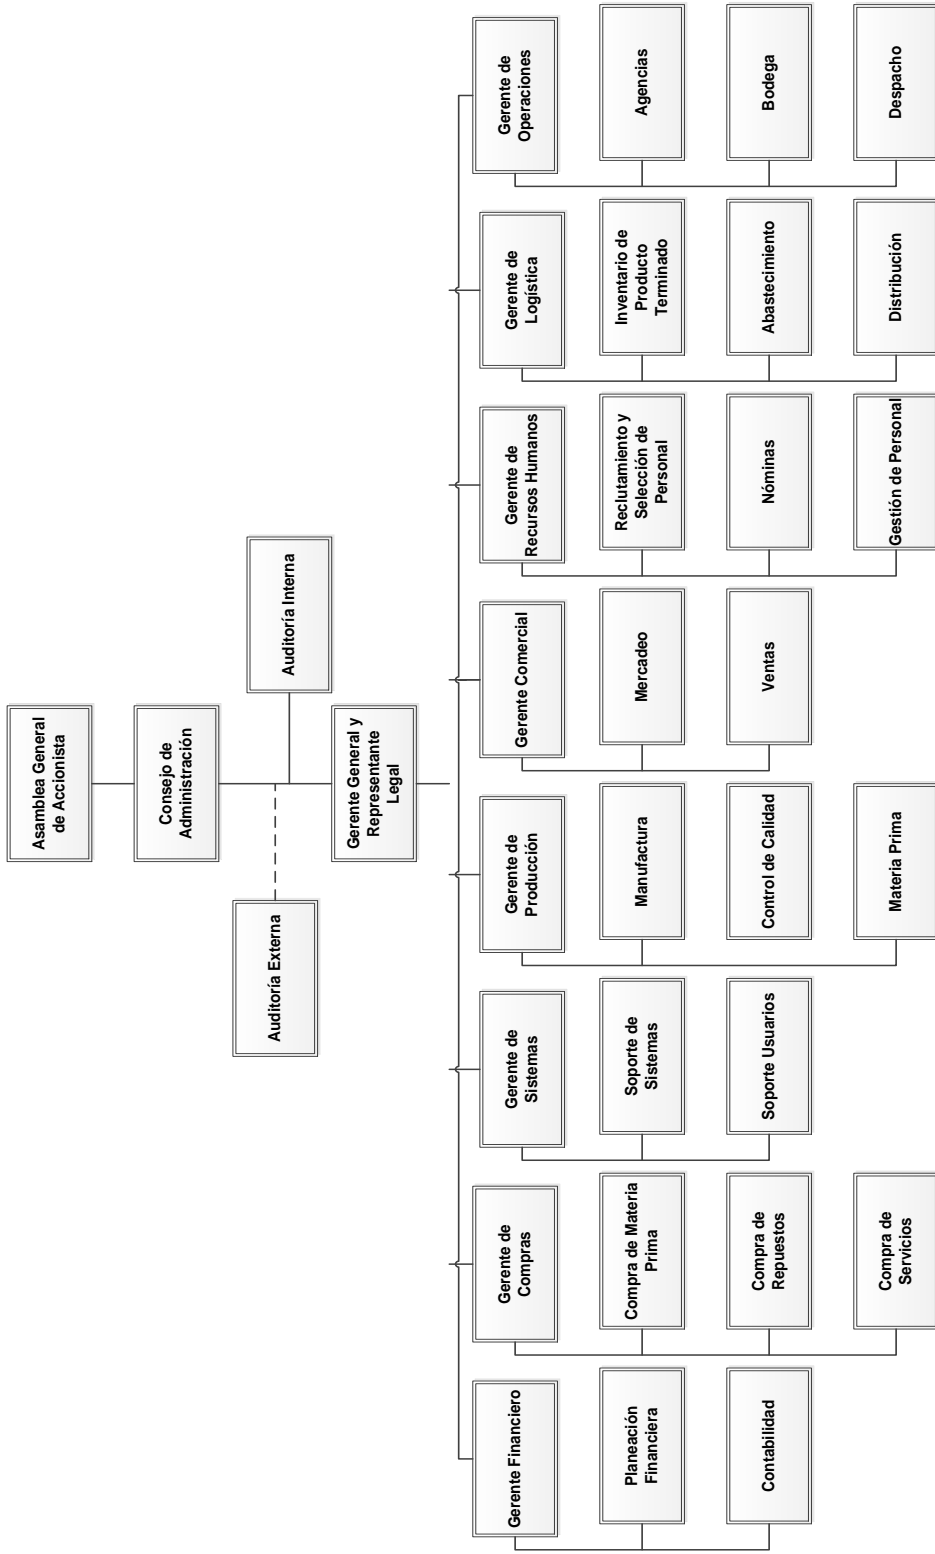 Asamblea General
de Accionista
Consejo de
Administración
Auditoría Externa
Auditoría Interna
Gerente General y
Representante
Legal
Gerente Financiero
Planeación
Financiera
Contabilidad
Gerente de
Compras
Compra de Materia
Prima
Compra de
Repuestos
Compra de
Servicios
Gerente de
Sistemas
Soporte de
Sistemas
Soporte Usuarios
Gerente de
Producción
Manufactura
Control de Calidad
Materia Prima
Gerente Comercial
Mercadeo
Ventas
Gerente de
Recursos Humanos
Reclutamiento y
Selección de
Personal
Nóminas
Gestión de Personal
Gerente de
Logística
Inventario de
Producto
Terminado
Abastecimiento
Distribución
Gerente de
Operaciones
Agencias
Bodega
Despacho